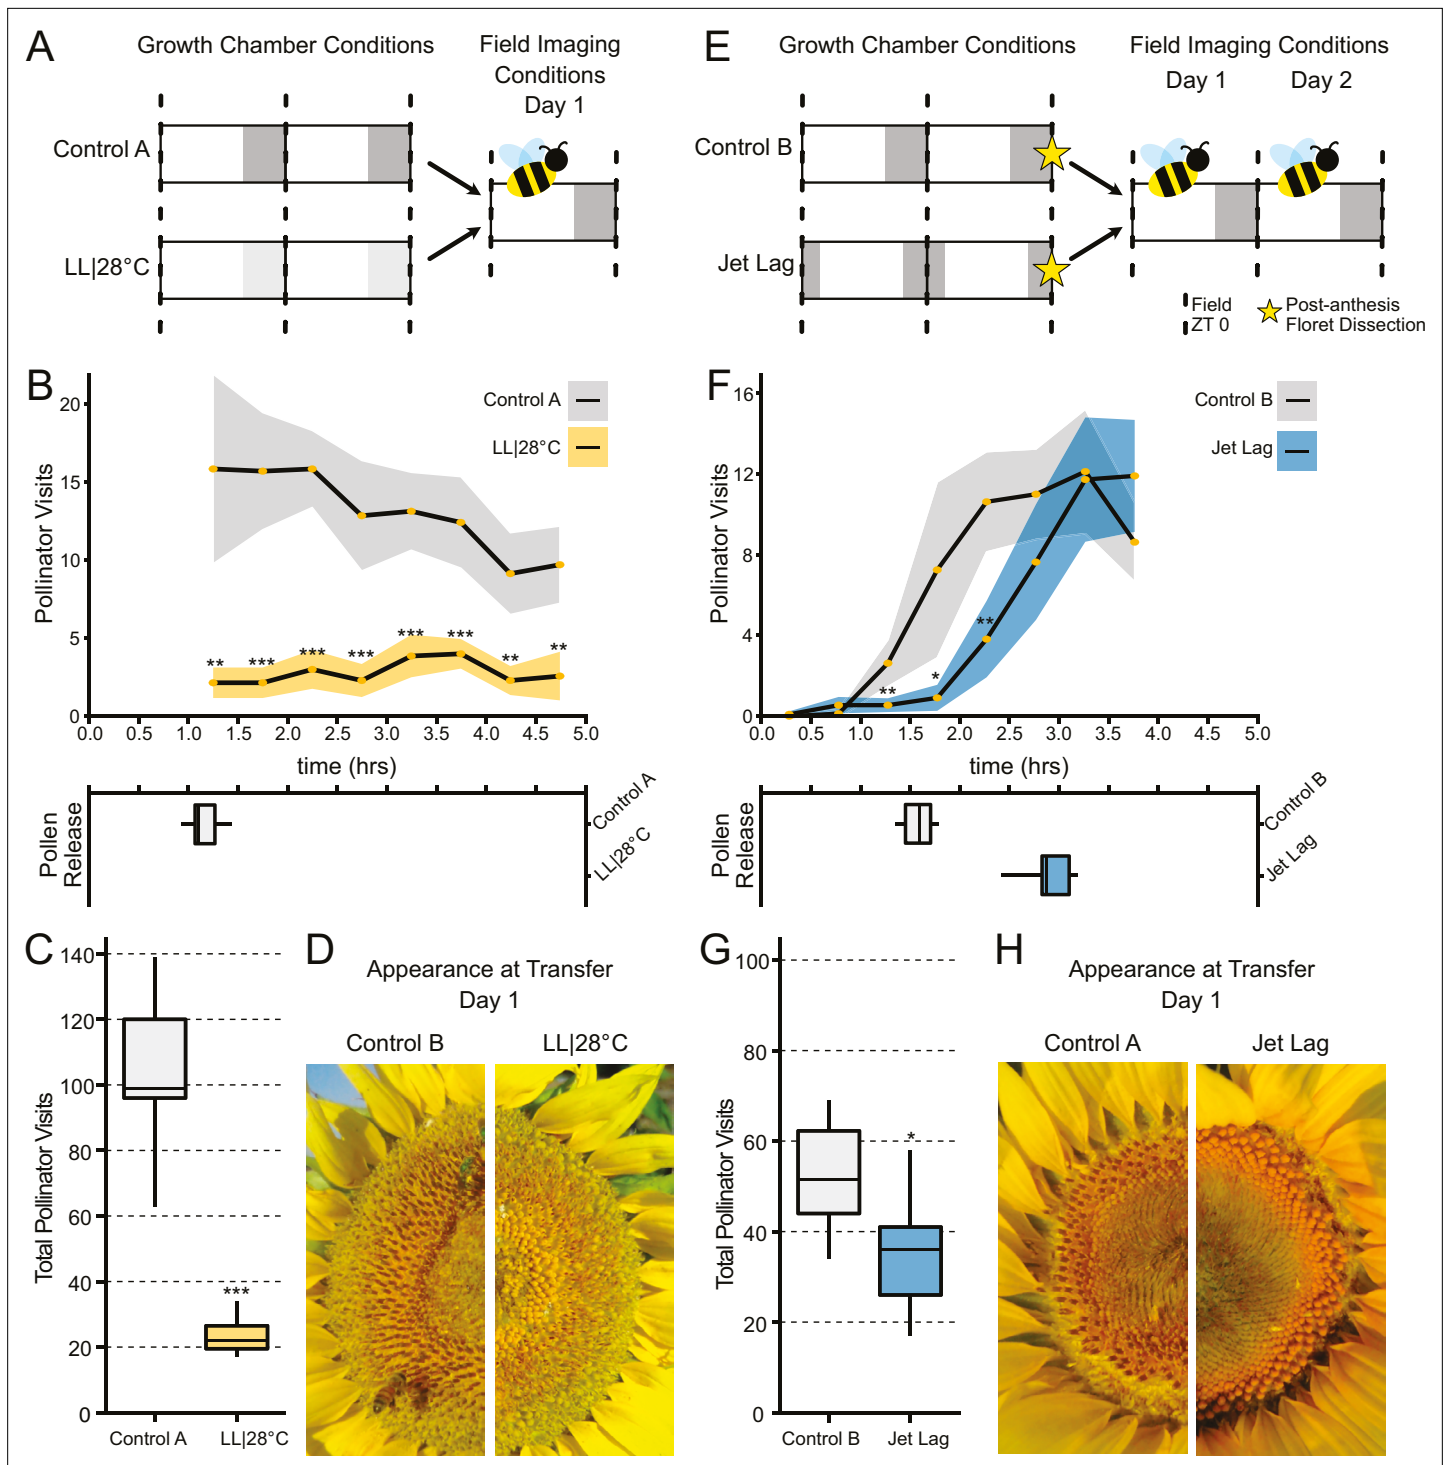 A
Growth Chamber Conditions
Field Imaging
Conditions
Day 1
Control A
LL|28°C
E
Growth Chamber Conditions
Field Imaging Conditions
Day 1
Day 2
Control B
Jet Lag
Field
ZT 0
Post-anthesis
Floret Dissection
B
Pollinator Visits
20
15
10
5
0
Control A
LL|28°C
** *** *** *** *** *** ** **
0.0 0.5 1.0 1.5 2.0 2.5 3.0 3.5 4.0 4.5 5.0
time (hrs)
Pollen
Release
Control A
LL|28°C
F
Pollinator Visits
16
12
8
4
0
Control B
Jet Lag
** * **
0.0 0.5 1.0 1.5 2.0 2.5 3.0 3.5 4.0 4.5 5.0
time (hrs)
Pollen
Release
Control B
Jet Lag
C
Total Pollinator Visits
140
120
100
80
60
40
20
0
***
Control A
LL|28°C
D
Appearance at Transfer
Day 1
Control B
LL|28°C
G
Total Pollinator Visits
100
80
60
40
20
0
*
Control B
Jet Lag
H
Appearance at Transfer
Day 1
Control A
Jet Lag